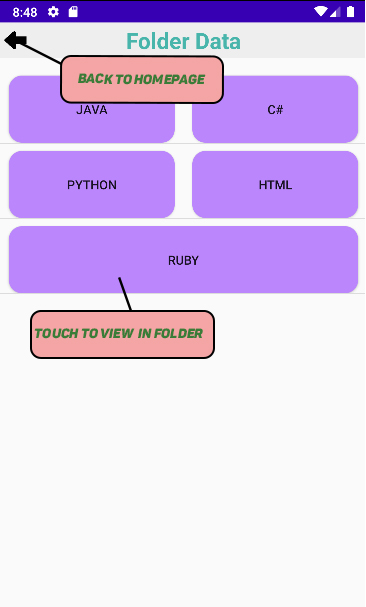 8:48
Folder Data
BACK TO HOMEPAGE
JAVA
C#
PYTHON
HTML
RUBY
TOUCH TO VIEW IN FOLDER